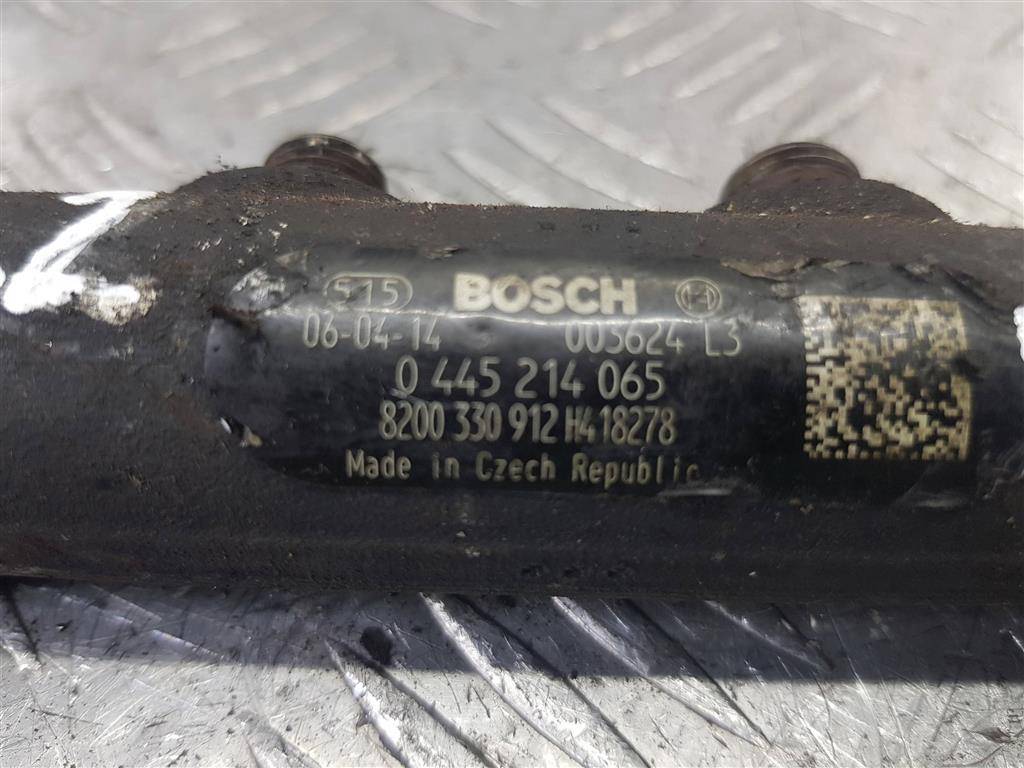 515 BOSCH
06-04-14 003624 L3
0 445 214 065
8200 330 912 H418278
Made in Czech Republic